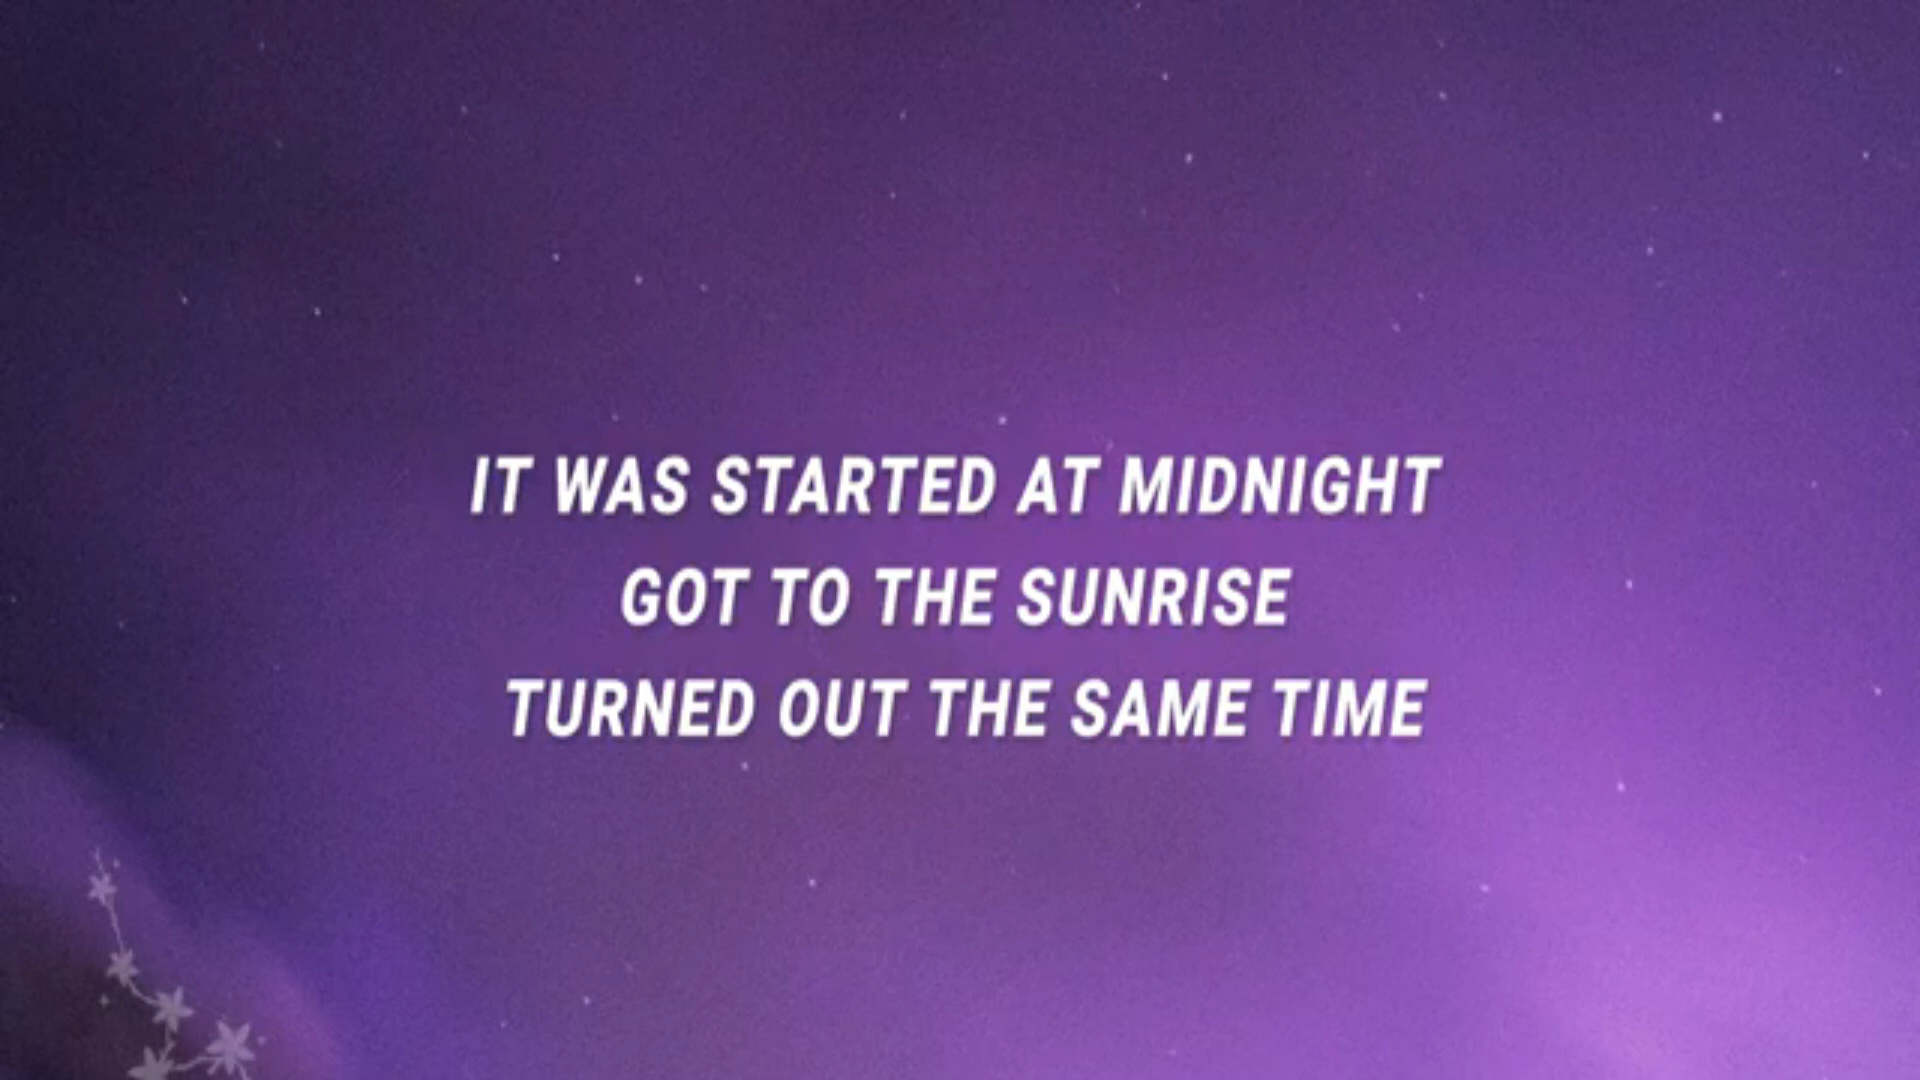 IT WAS STARTED AT MIDNIGHT
GOT TO THE SUNRISE
TURNED OUT THE SAME TIME